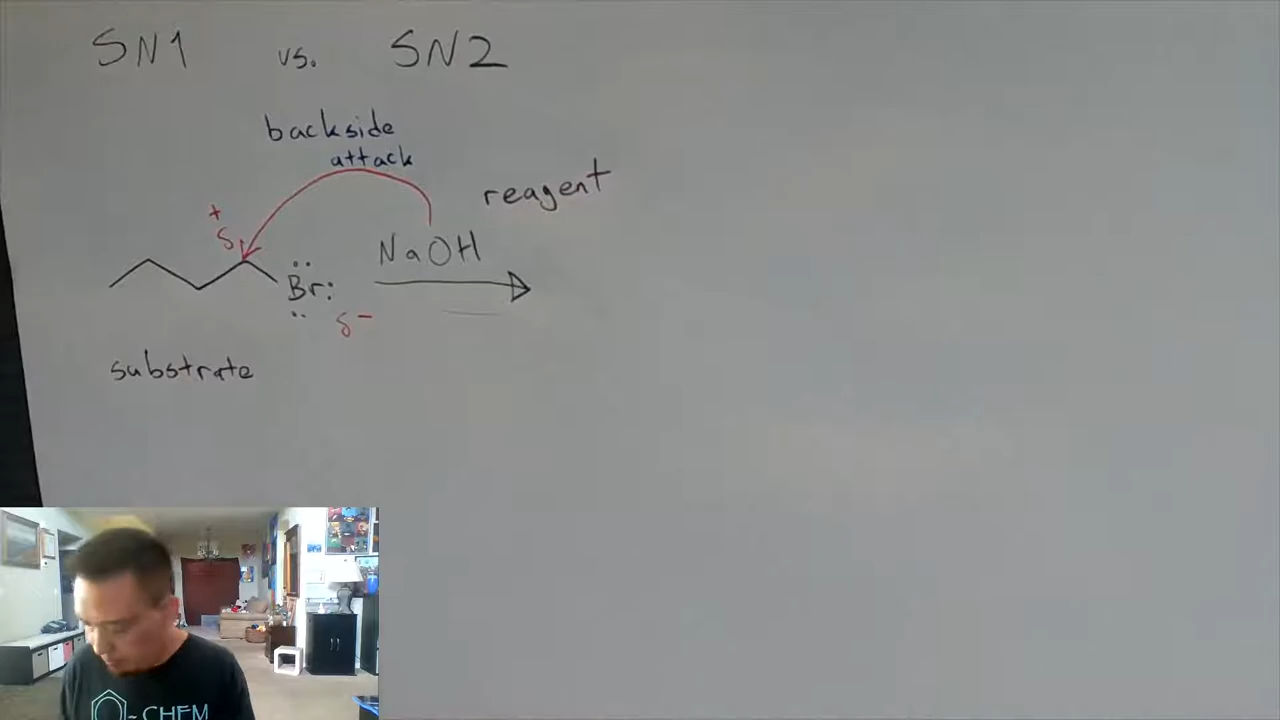 SN1 vs. SN2
backside
attack
reagent
+
δ
NaOH
Br:
δ-
substrate
O-CHEM